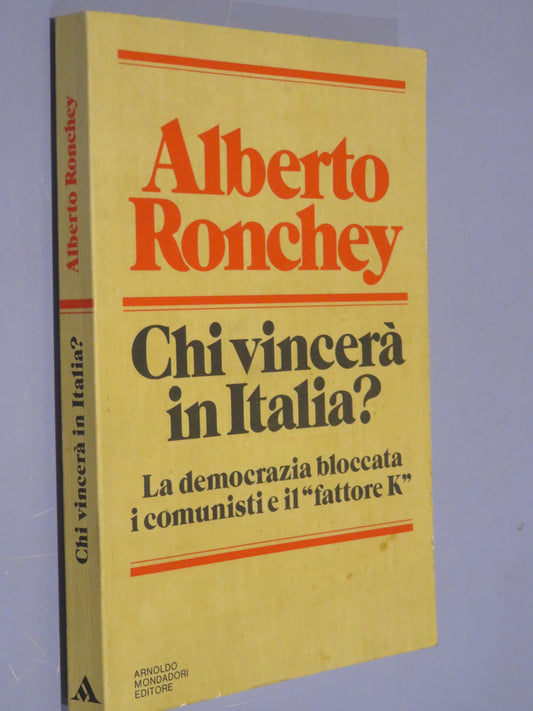 Alberto Ronchey
Chi vincerà in Italia?
Alberto
Ronchey
Chi vincerà
in Italia?
La democrazia bloccata
i comunisti e il "fattore K"
ARNOLDO
MONDADORI
EDITORE